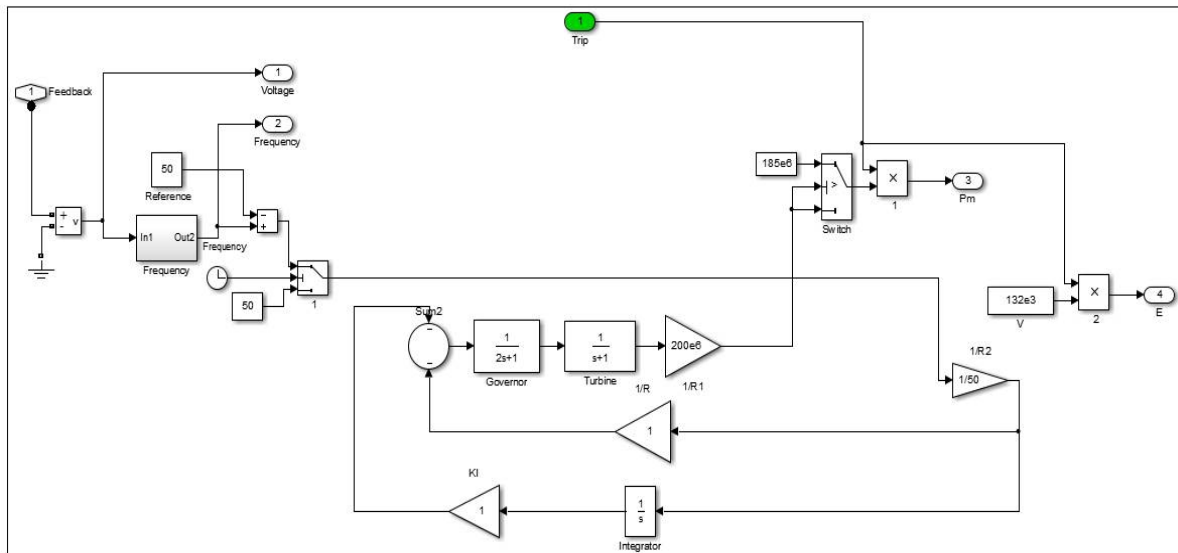 1
Trip
1
Feedback
1
Voltage
2
Frequency
50
Reference
185e6
>
Switch
×
1
3
Pm
+
-
v
In1
Out2
Frequency
Frequency
−
+
50
1
132e3
V
×
2
4
E
Sum2
−
−
1
2s+1
Governor
1
s+1
Turbine
200e6
1/R1
1/R
1
1/R2
1/50
KI
1
1
s
Integrator